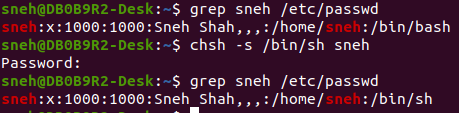 sneh@DB0B9R2-Desk:~$ grep sneh /etc/passwd
sneh:x:1000:1000:Sneh Shah,,,:/home/sneh:/bin/bash
sneh@DB0B9R2-Desk:~$ chsh -s /bin/sh sneh
Password:
sneh@DB0B9R2-Desk:~$ grep sneh /etc/passwd
sneh:x:1000:1000:Sneh Shah,,,:/home/sneh:/bin/sh
sneh@DB0B9R2-Desk:~$